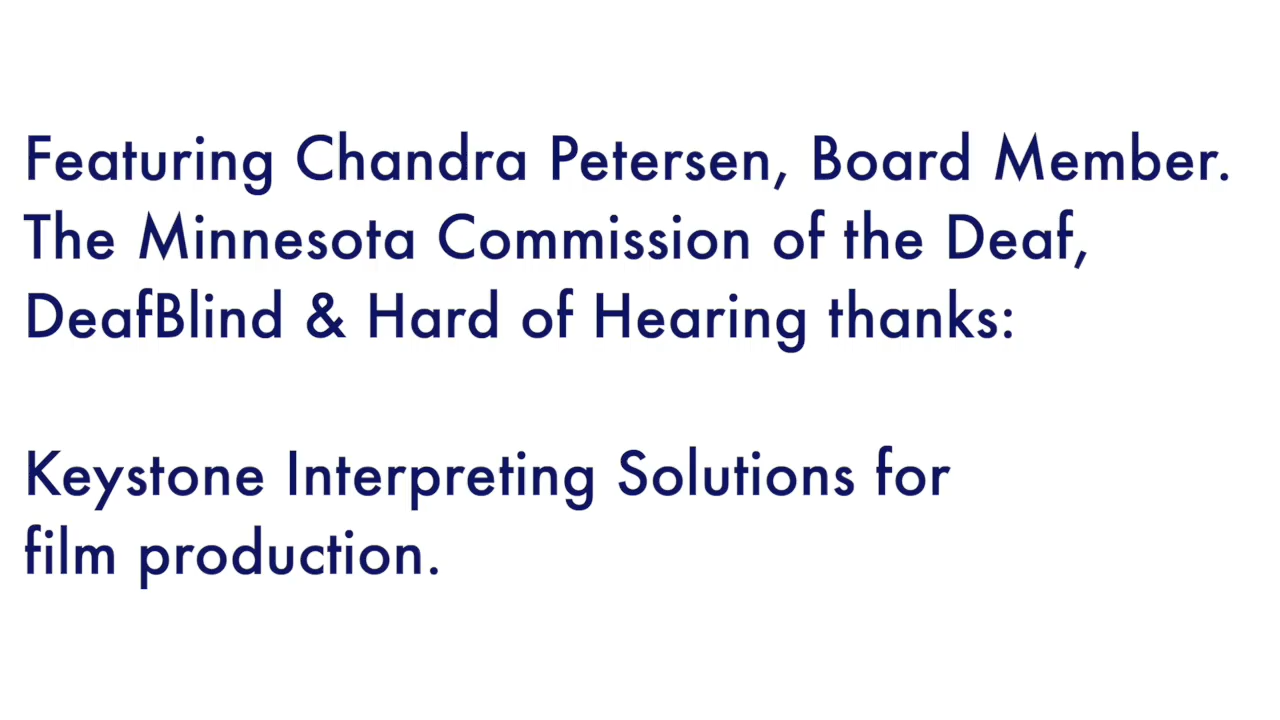 Featuring Chandra Petersen, Board Member.
The Minnesota Commission of the Deaf,
DeafBlind & Hard of Hearing thanks:
Keystone Interpreting Solutions for
film production.